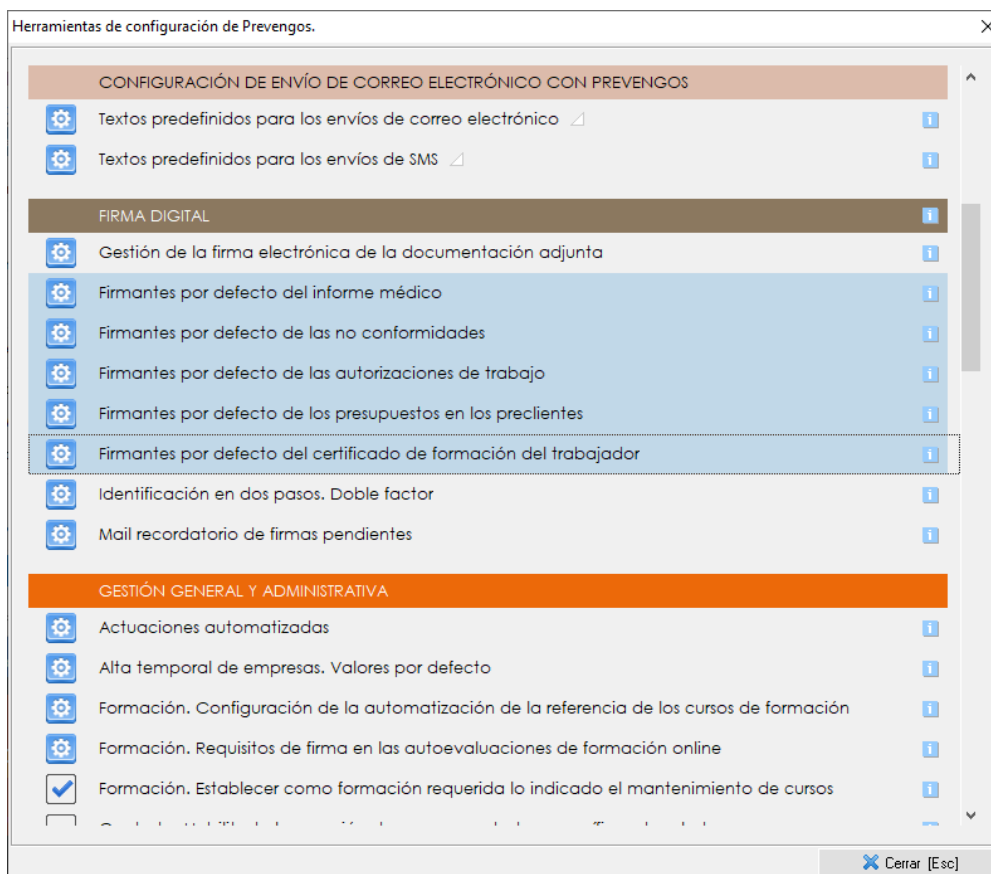 Herramientas de configuración de Prevengos.
CONFIGURACIÓN DE ENVÍO DE CORREO ELECTRÓNICO CON PREVENGOS
Textos predefinidos para los envíos de correo electrónico
Textos predefinidos para los envíos de SMS
FIRMA DIGITAL
Gestión de la firma electrónica de la documentación adjunta
Firmantes por defecto del informe médico
Firmantes por defecto de las no conformidades
Firmantes por defecto de las autorizaciones de trabajo
Firmantes por defecto de los presupuestos en los preclientes
Firmantes por defecto del certificado de formación del trabajador
Identificación en dos pasos. Doble factor
Mail recordatorio de firmas pendientes
GESTIÓN GENERAL Y ADMINISTRATIVA
Actuaciones automatizadas
Alta temporal de empresas. Valores por defecto
Formación. Configuración de la automatización de la referencia de los cursos de formación
Formación. Requisitos de firma en las autoevaluaciones de formación online
Formación. Establecer como formación requerida lo indicado el mantenimiento de cursos
Cerrar [Esc]